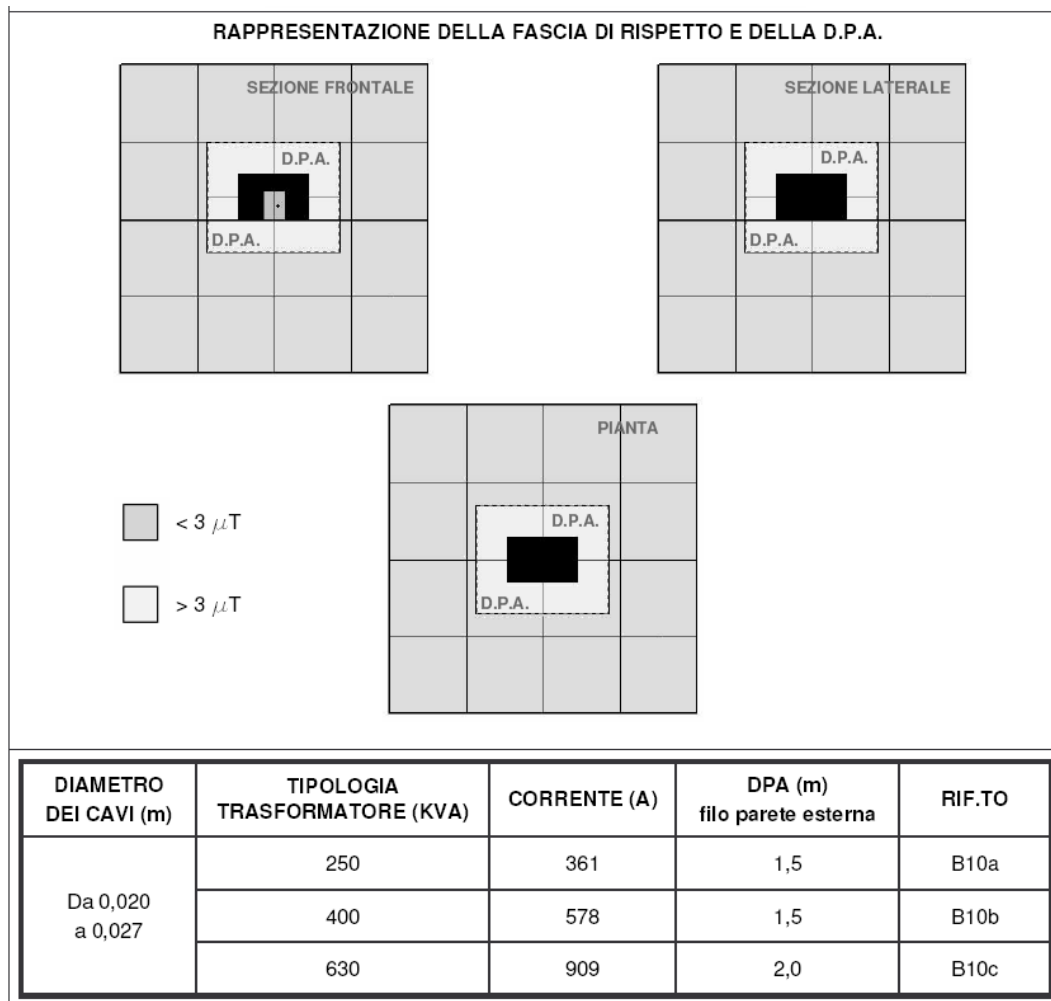 RAPPRESENTAZIONE DELLA FASCIA DI RISPETTO E DELLA D.P.A.
SEZIONE FRONTALE
D.P.A.
D.P.A.
SEZIONE LATERALE
D.P.A.
D.P.A.
PIANTA
D.P.A.
D.P.A.
< 3 μT
> 3 μT
DIAMETRO
DEI CAVI (m)
TIPOLOGIA
TRASFORMATORE (KVA)
CORRENTE (A)
DPA (m)
filo parete esterna
RIF.TO
Da 0,020
a 0,027
250
361
1,5
B10a
400
578
1,5
B10b
630
909
2,0
B10c